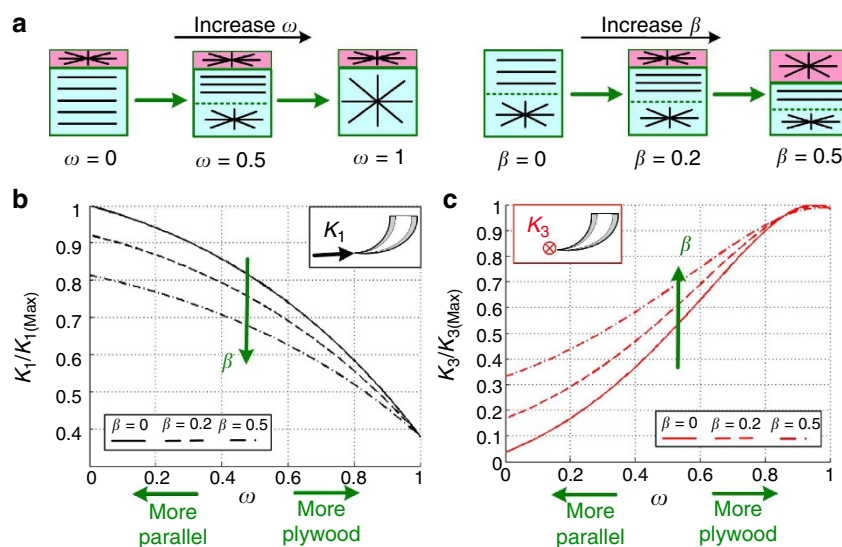 a
Increase ω
Increase β
ω = 0
ω = 0.5
ω = 1
β = 0
β = 0.2
β = 0.5
b
K1/K1(Max)
1
0.9
0.8
0.7
0.6
0.5
0.4
K1
β
β = 0 β = 0.2 β = 0.5
0 0.2 0.4 0.6 0.8 1
ω
More parallel
More plywood
c
K3/K3(Max)
1
0.9
0.8
0.7
0.6
0.5
0.4
0.3
0.2
0.1
0
K3
β
β = 0 β = 0.2 β = 0.5
0 0.2 0.4 0.6 0.8 1
ω
More
parallel
More
plywood